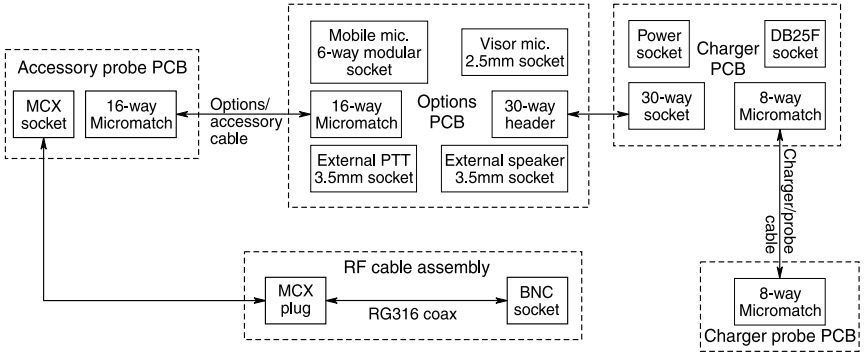 Accessory probe PCB
MCX
socket
16-way
Micromatch
Options/
accessory
cable
Mobile mic.
6-way modular
socket
Visor mic.
2.5mm socket
16-way
Micromatch
Options
PCB
30-way
header
External PTT
3.5mm socket
External speaker
3.5mm socket
Power
socket
Charger
PCB
DB25F
socket
30-way
socket
8-way
Micromatch
Charger/probe
cable
8-way
Micromatch
Charger probe PCB
RF cable assembly
MCX
plug
RG316 coax
BNC
socket